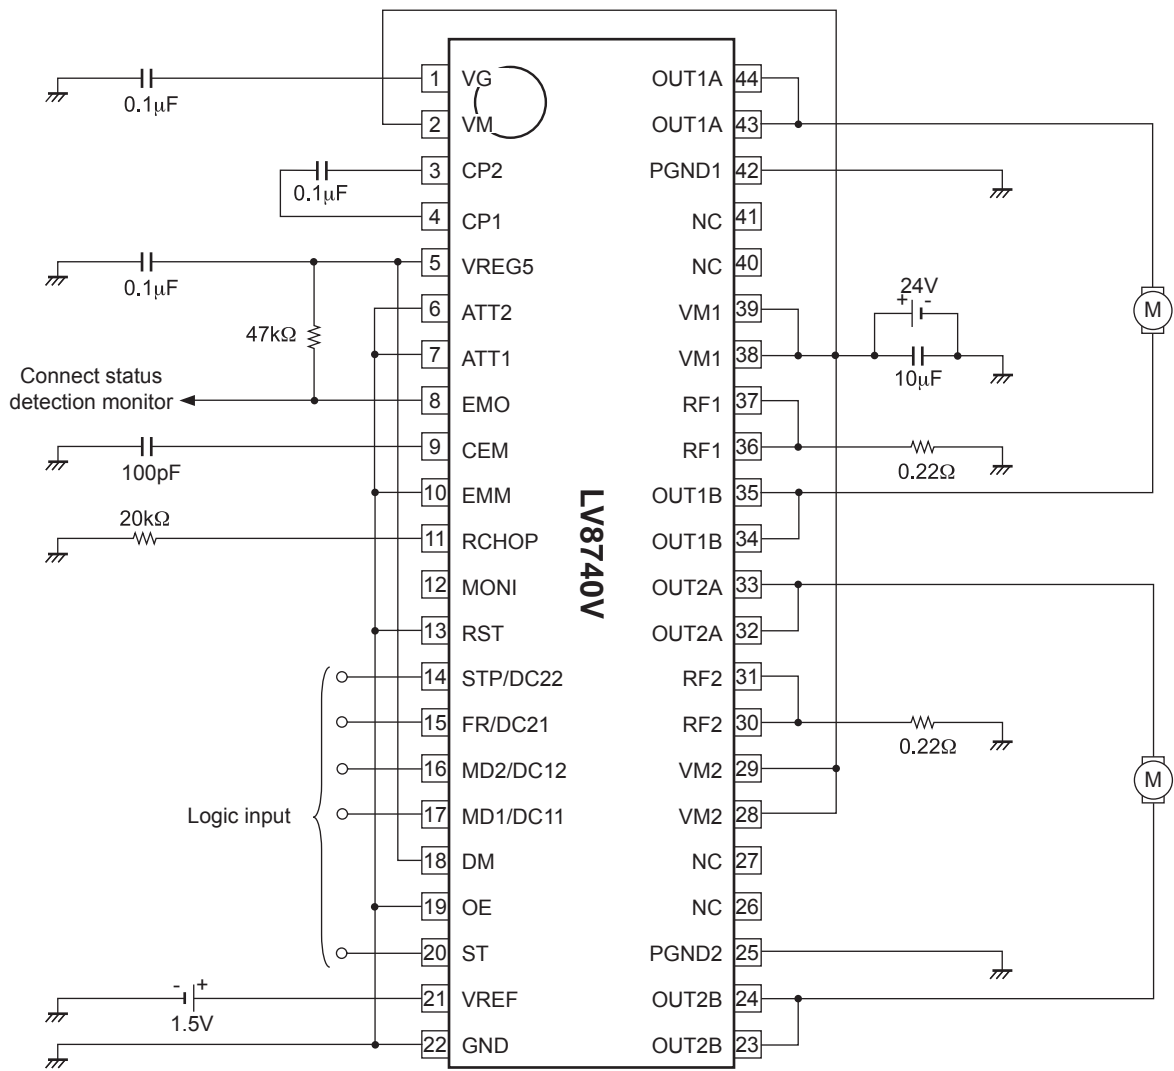 1 VG
0.1μF
2 VM
3 CP2
0.1μF
4 CP1
5 VREG5
0.1μF
6 ATT2
47kΩ
7 ATT1
Connect status
detection monitor
8 EMO
9 CEM
100pF
10 EMM
20kΩ
11 RCHOP
12 MONI
13 RST
14 STP/DC22
15 FR/DC21
16 MD2/DC12
Logic input
17 MD1/DC11
18 DM
19 OE
20 ST
- +
21 VREF
1.5V
22 GND
LV8740V
OUT1A 44
OUT1A 43
PGND1 42
NC 41
NC 40
24V
+ -
VM1 39
M
VM1 38
10μF
RF1 37
RF1 36
0.22Ω
OUT1B 35
OUT1B 34
OUT2A 33
OUT2A 32
RF2 31
RF2 30
0.22Ω
VM2 29
M
VM2 28
NC 27
NC 26
PGND2 25
OUT2B 24
OUT2B 23